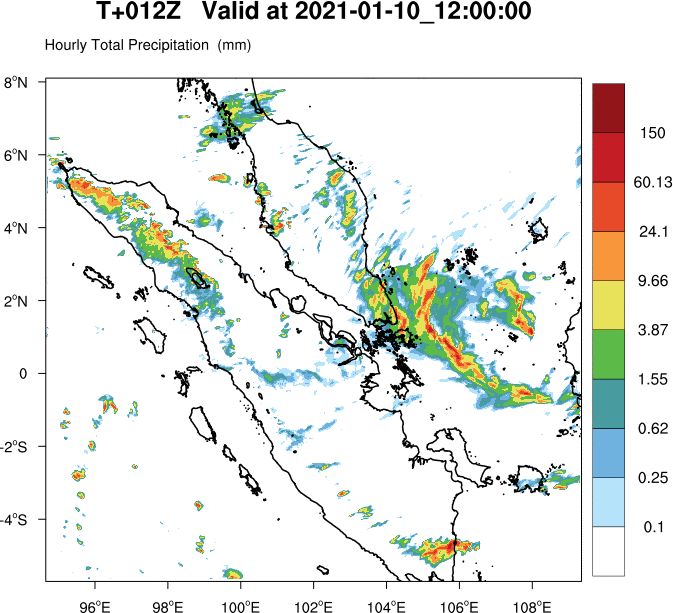 T+012Z   Valid at 2021-01-10_12:00:00
Hourly Total Precipitation  (mm)
8°N
6°N
4°N
2°N
0
-2°S
-4°S
96°E
98°E
100°E
102°E
104°E
106°E
108°E
150
60.13
24.1
9.66
3.87
1.55
0.62
0.25
0.1